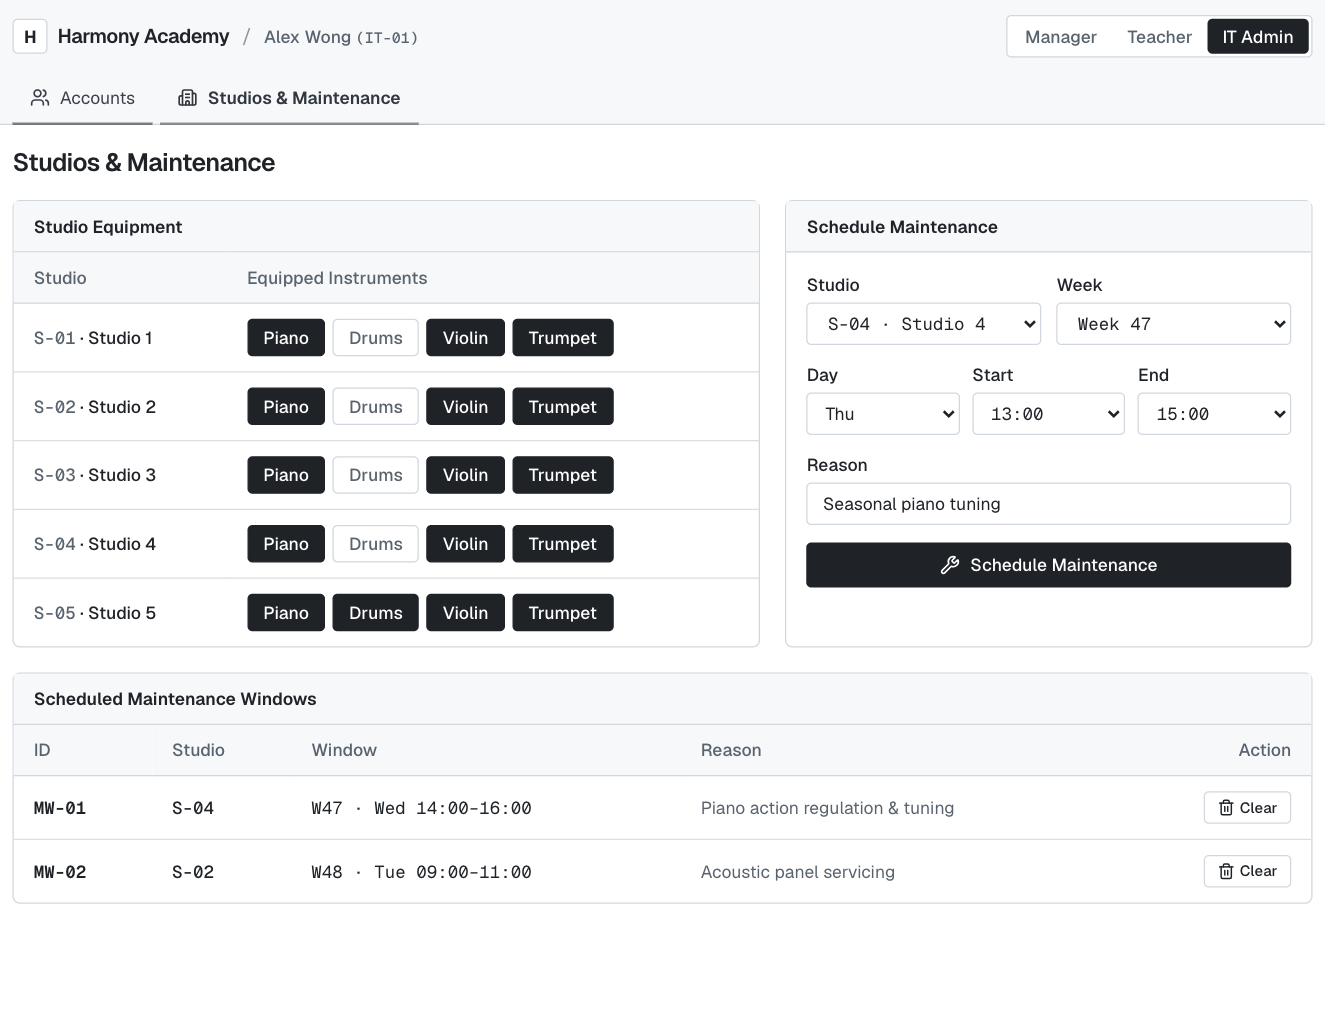 H Harmony Academy / Alex Wong (IT-01) Manager Teacher IT Admin
Accounts Studios & Maintenance
Studios & Maintenance
Studio Equipment
Studio Equipped Instruments
S-01 · Studio 1 Piano Drums Violin Trumpet
S-02 · Studio 2 Piano Drums Violin Trumpet
S-03 · Studio 3 Piano Drums Violin Trumpet
S-04 · Studio 4 Piano Drums Violin Trumpet
S-05 · Studio 5 Piano Drums Violin Trumpet
Schedule Maintenance
Studio Week
S-04 · Studio 4 Week 47
Day Start End
Thu 13:00 15:00
Reason
Seasonal piano tuning
Schedule Maintenance
Scheduled Maintenance Windows
ID Studio Window Reason Action
MW-01 S-04 W47 · Wed 14:00–16:00 Piano action regulation & tuning Clear
MW-02 S-02 W48 · Tue 09:00–11:00 Acoustic panel servicing Clear